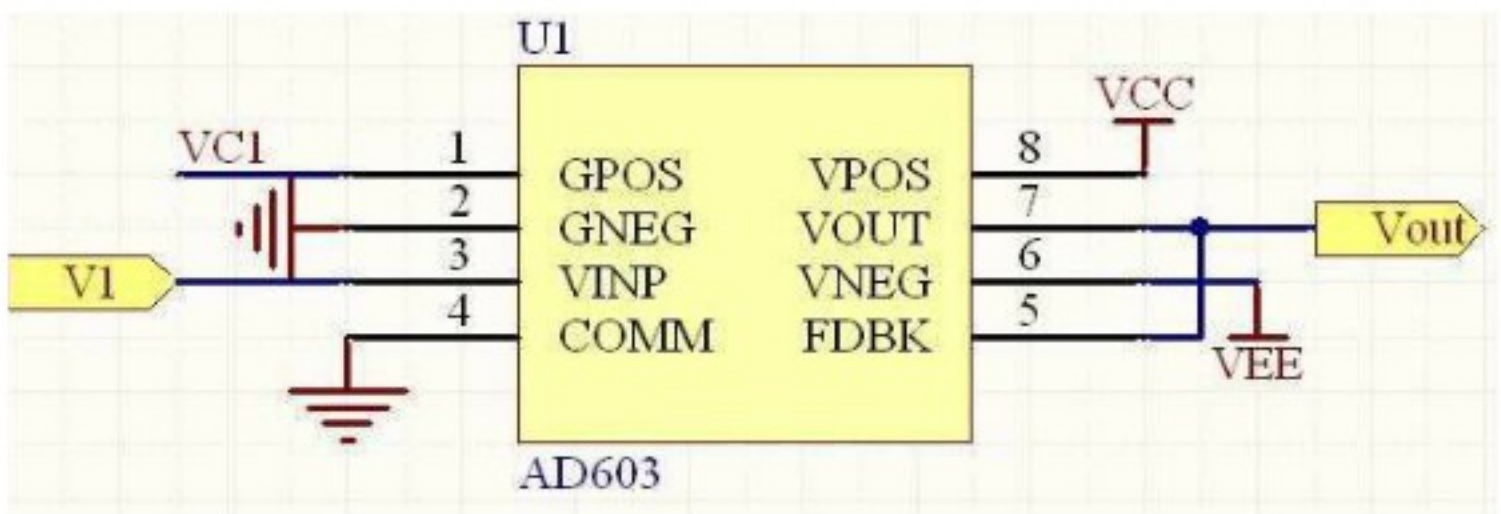 U1
VCC
VC1 1 GPOS VPOS 8
2 GNEG VOUT 7 Vout
V1 3 VINP VNEG 6
4 COMM FDBK 5
VEE
AD603